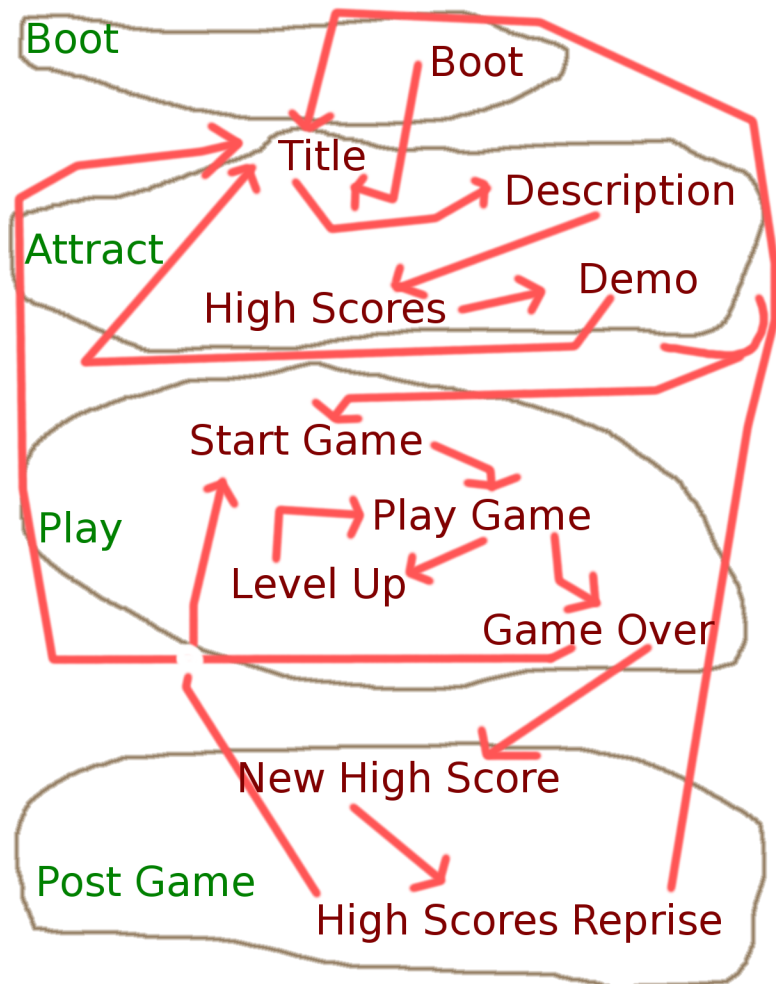 Boot
Boot
Title
Description
Attract
Demo
High Scores
Start Game
Play Game
Play
Level Up
Game Over
New High Score
Post Game
High Scores Reprise